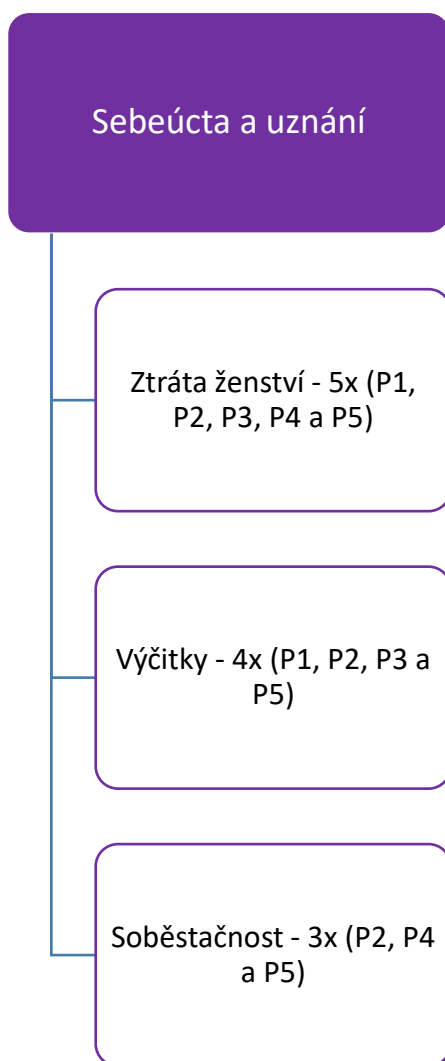 Sebeúcta a uznání
Ztráta ženství - 5x (P1,
P2, P3, P4 a P5)
Výčitky - 4x (P1, P2, P3 a
P5)
Soběstačnost - 3x (P2, P4
a P5)